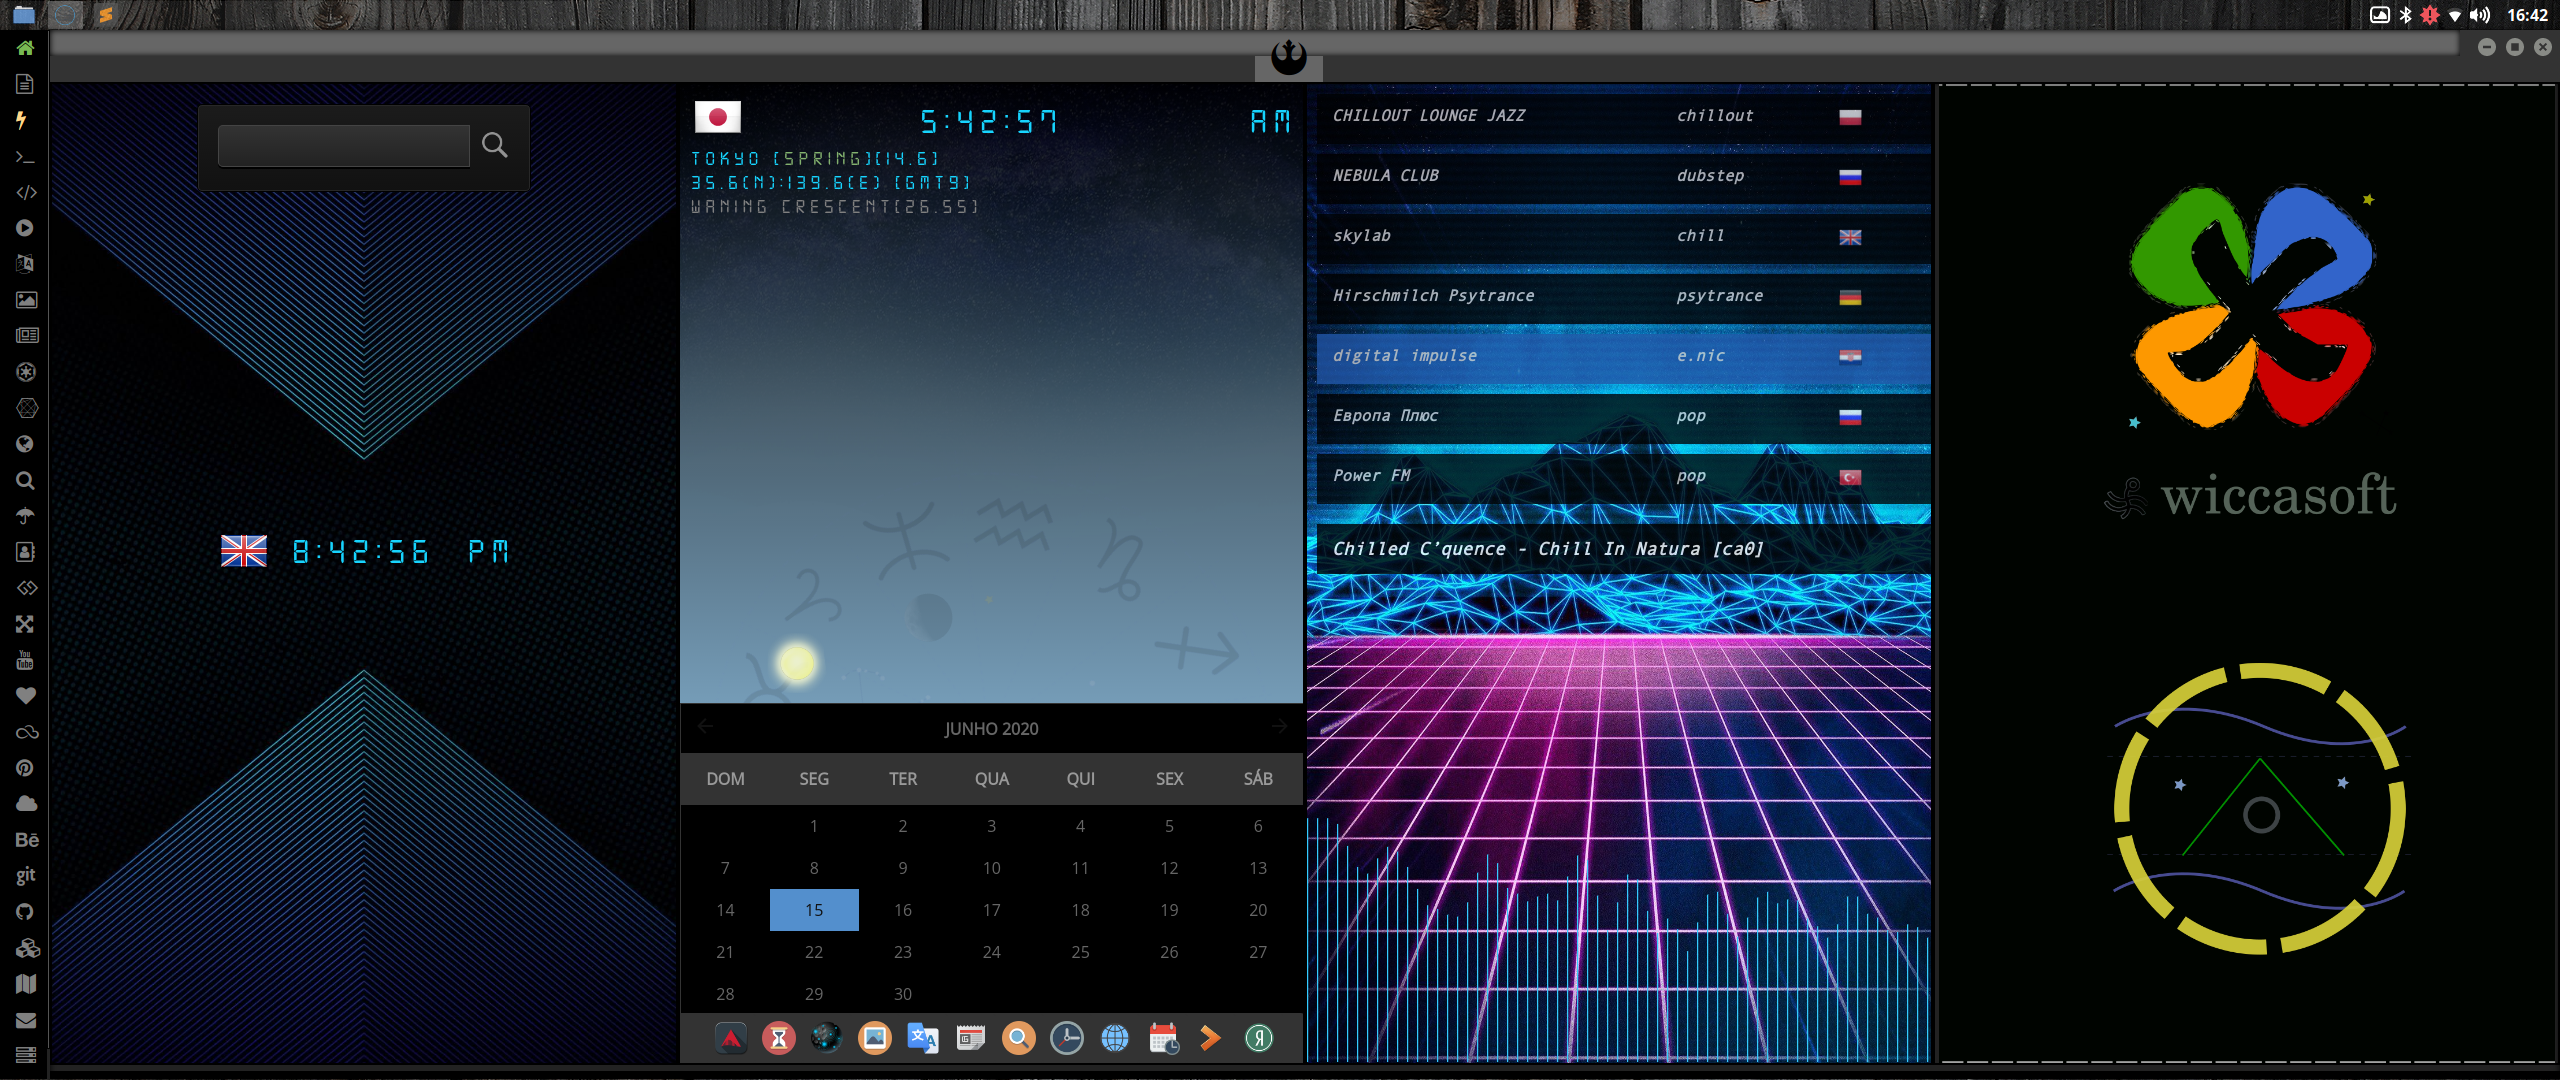 16:42
You
Tube
Bē
git
8:42:56 PM
5:42:57 AM
TOKYO [SPRING][14.6]
35.6(N):139.6(E) [GMT9]
WANING CRESCENT[26.55]
JUNHO 2020
DOM SEG TER QUA QUI SEX SÁB
1 2 3 4 5 6
7 8 9 10 11 12 13
14 15 16 17 18 19 20
21 22 23 24 25 26 27
28 29 30
文 A
Я
CHILLOUT LOUNGE JAZZ chillout
NEBULA CLUB dubstep
skylab chill
Hirschmilch Psytrance psytrance
digital impulse e.nic
Европа Плюс pop
Power FM pop
Chilled C'quence - Chill In Natura [ca0]
wiccasoft